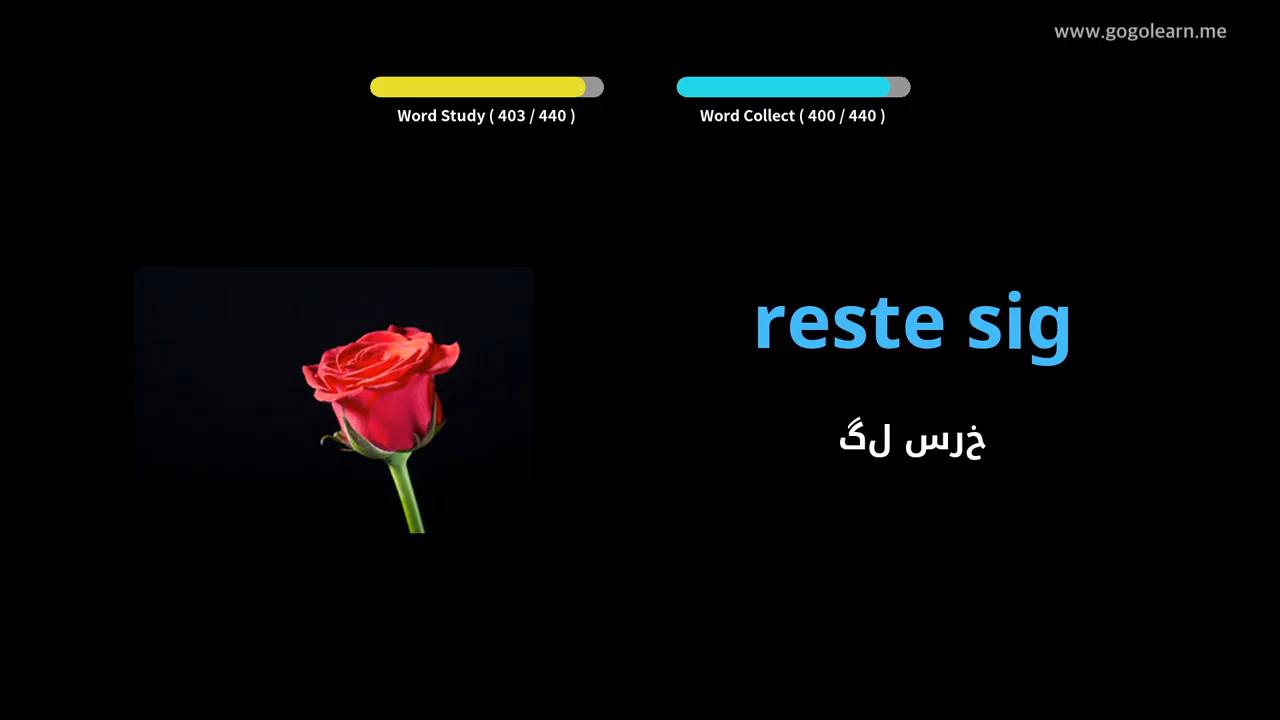 www.gogolearn.me
Word Study ( 403 / 440 )
Word Collect ( 400 / 440 )
reste sig
خرس لگ